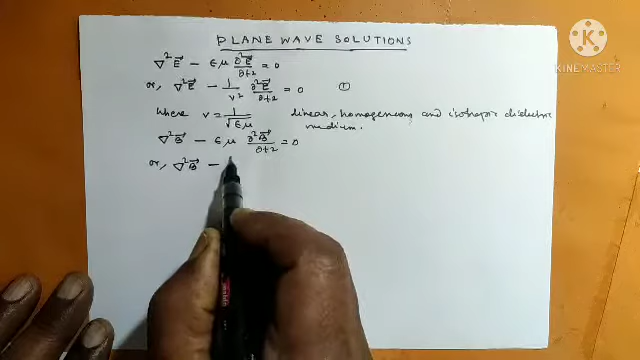 PLANE WAVE SOLUTIONS
KINEMASTER
∇²E⃗ − εμ ∂²E⃗/∂t² = 0
or, ∇²E⃗ − 1/v² ∂²E⃗/∂t² = 0 ①
where v = 1/√εμ linear, homogeneous and isotropic dielectric
medium.
∇²B⃗ − εμ ∂²B⃗/∂t² = 0
or, ∇²B⃗ −